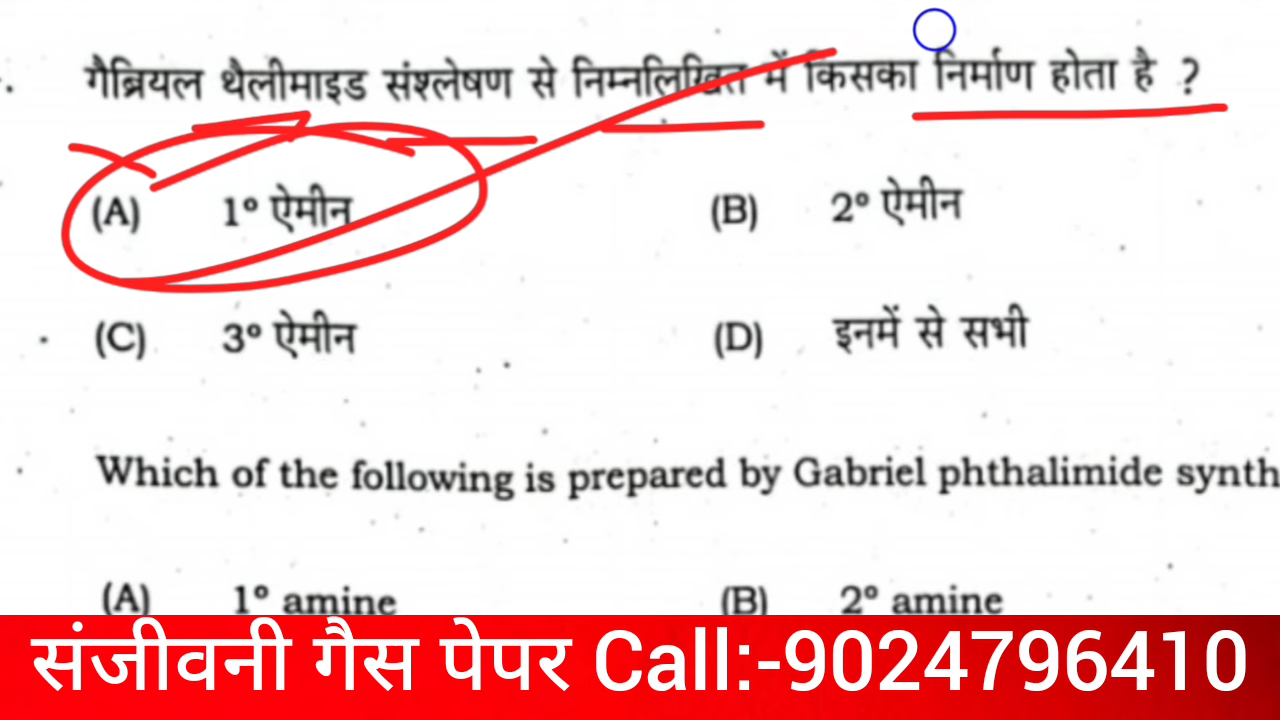 गैब्रियल थैलीमाइड संश्लेषण से निम्नलिखित में किसका निर्माण होता है ?
(A) 1° ऐमीन (B) 2° ऐमीन
(C) 3° ऐमीन (D) इनमें से सभी
Which of the following is prepared by Gabriel phthalimide synth
(A) 1° amine (B) 2° amine
संजीवनी गैस पेपर Call:-9024796410